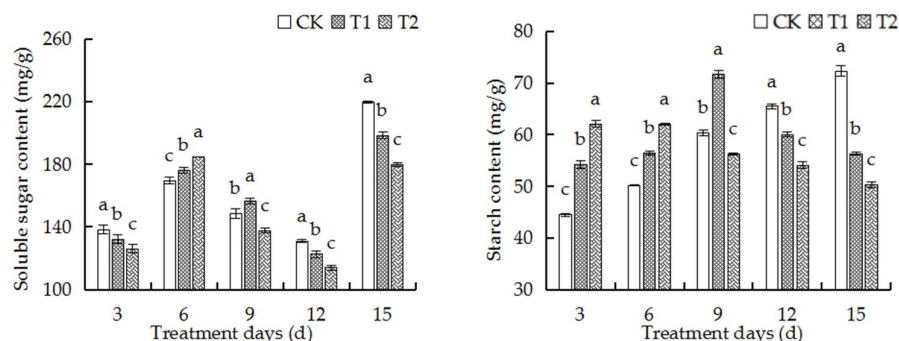 CK T1 T2
Soluble sugar content (mg/g)
260
220
180
140
100
a b c
c b a
b a c
a b c
a b c
3 6 9 12 15
Treatment days (d)
CK T1 T2
Starch content (mg/g)
80
70
60
50
40
30
c b a
c b a
b a c
a b c
a b c
3 6 9 12 15
Treatment days (d)